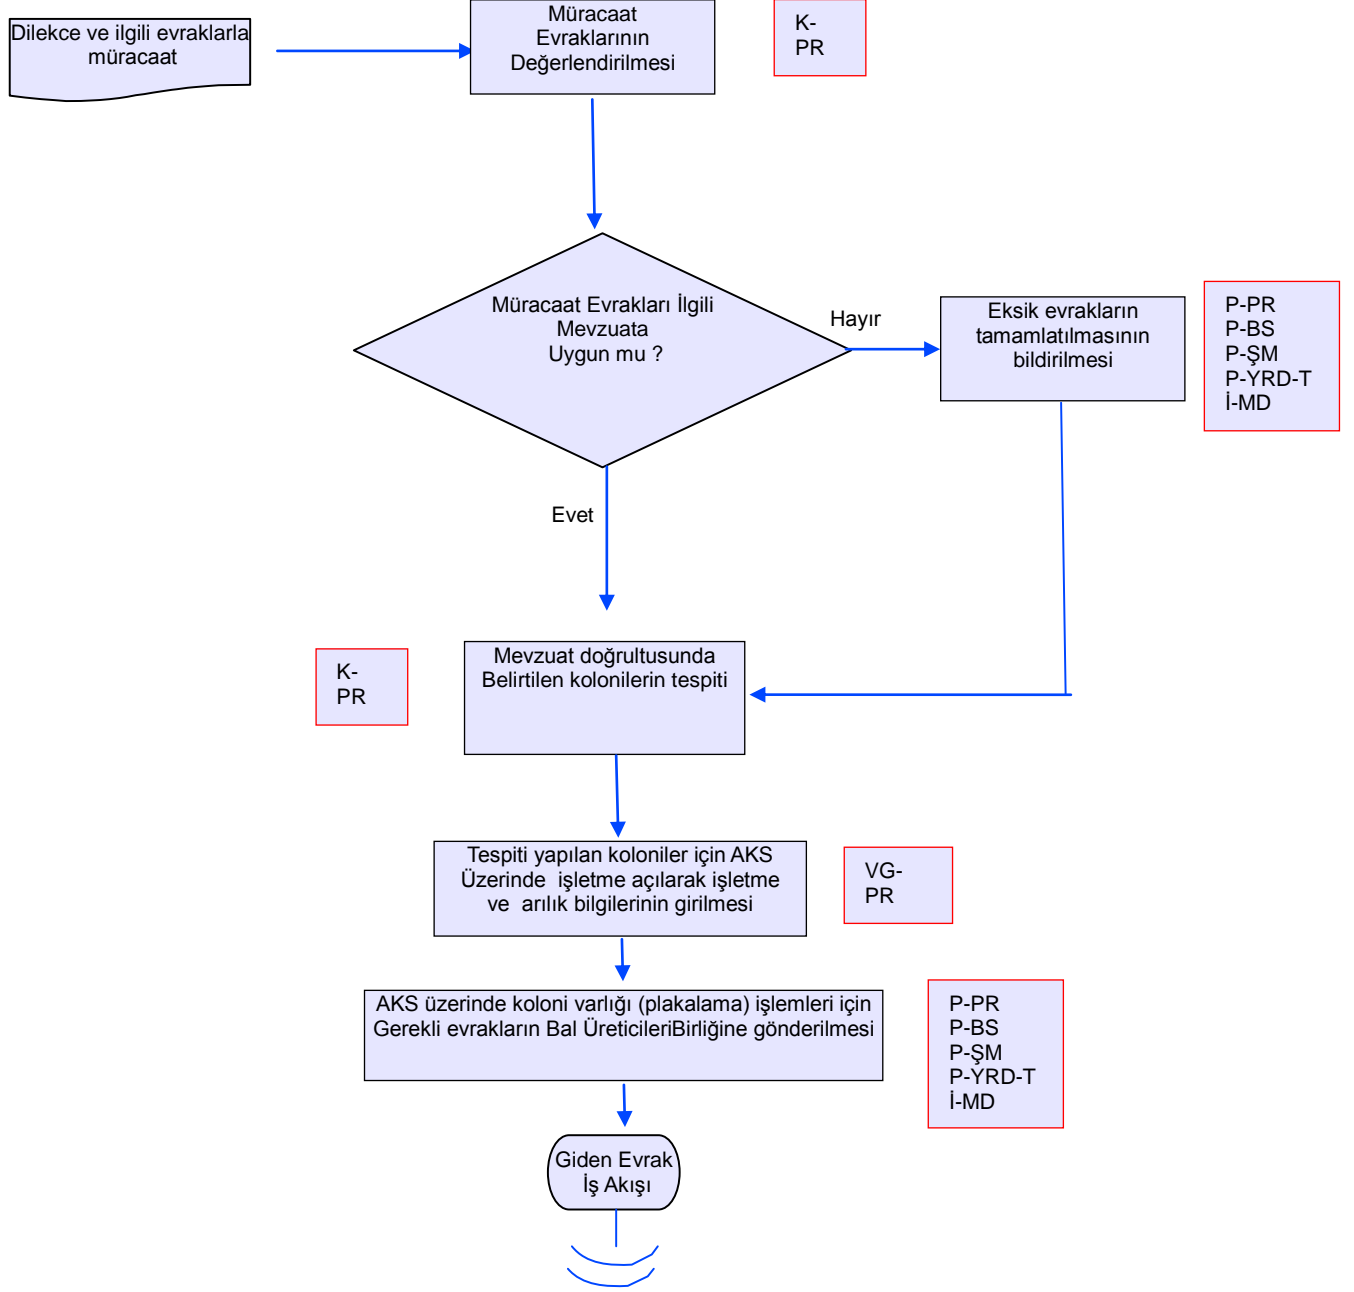 Dilekce ve ilgili evraklarla
müracaat
Müracaat
Evraklarının
Değerlendirilmesi
K-
PR
Müracaat Evrakları İlgili
Mevzuata
Uygun mu ?
Hayır
Eksik evrakların
tamamlatılmasının
bildirilmesi
P-PR
P-BS
P-ŞM
P-YRD-T
İ-MD
Evet
K-
PR
Mevzuat doğrultusunda
Belirtilen kolonilerin tespiti
Tespiti yapılan koloniler için AKS
Üzerinde işletme açılarak işletme
ve arılık bilgilerinin girilmesi
VG-
PR
AKS üzerinde koloni varlığı (plakalama) işlemleri için
Gerekli evrakların Bal ÜreticileriBirliğine gönderilmesi
P-PR
P-BS
P-ŞM
P-YRD-T
İ-MD
Giden Evrak
İş Akışı